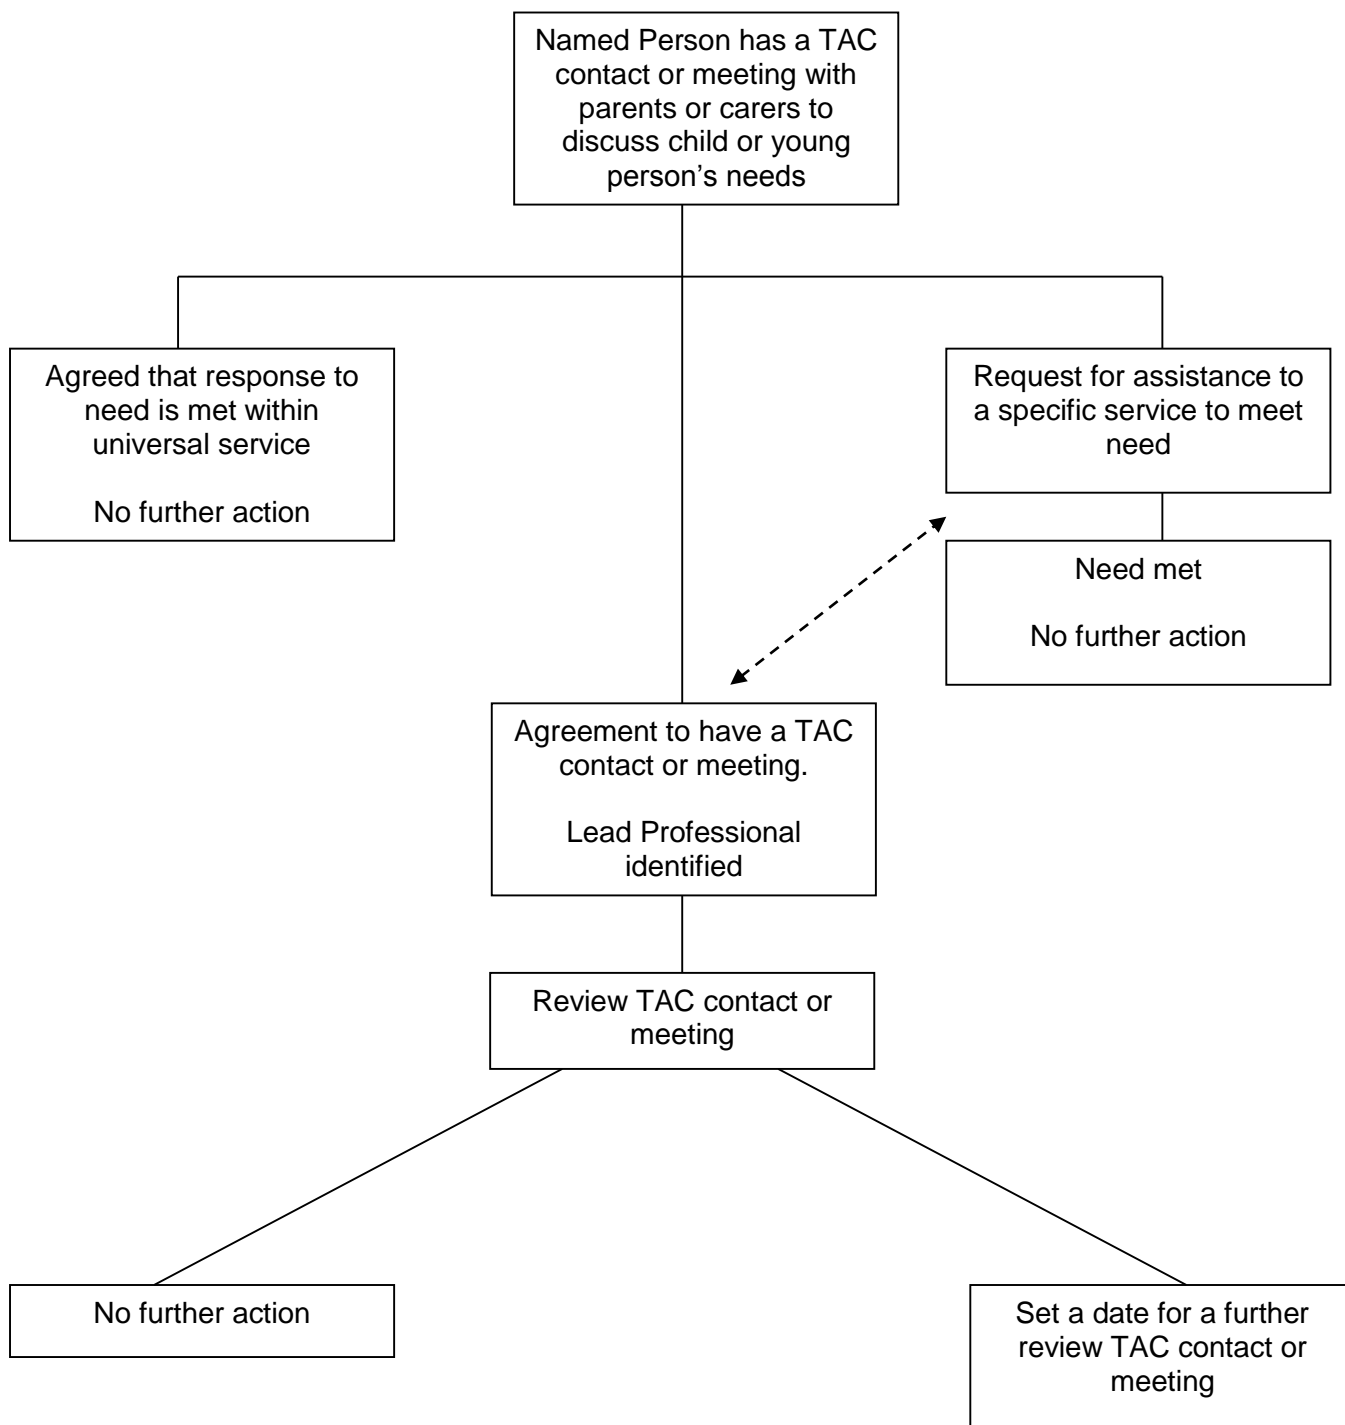 Named Person has a TAC
contact or meeting with
parents or carers to
discuss child or young
person’s needs
Agreed that response to
need is met within
universal service
No further action
Request for assistance to
a specific service to meet
need
Need met
No further action
Agreement to have a TAC
contact or meeting.
Lead Professional
identified
Review TAC contact or
meeting
No further action
Set a date for a further
review TAC contact or
meeting